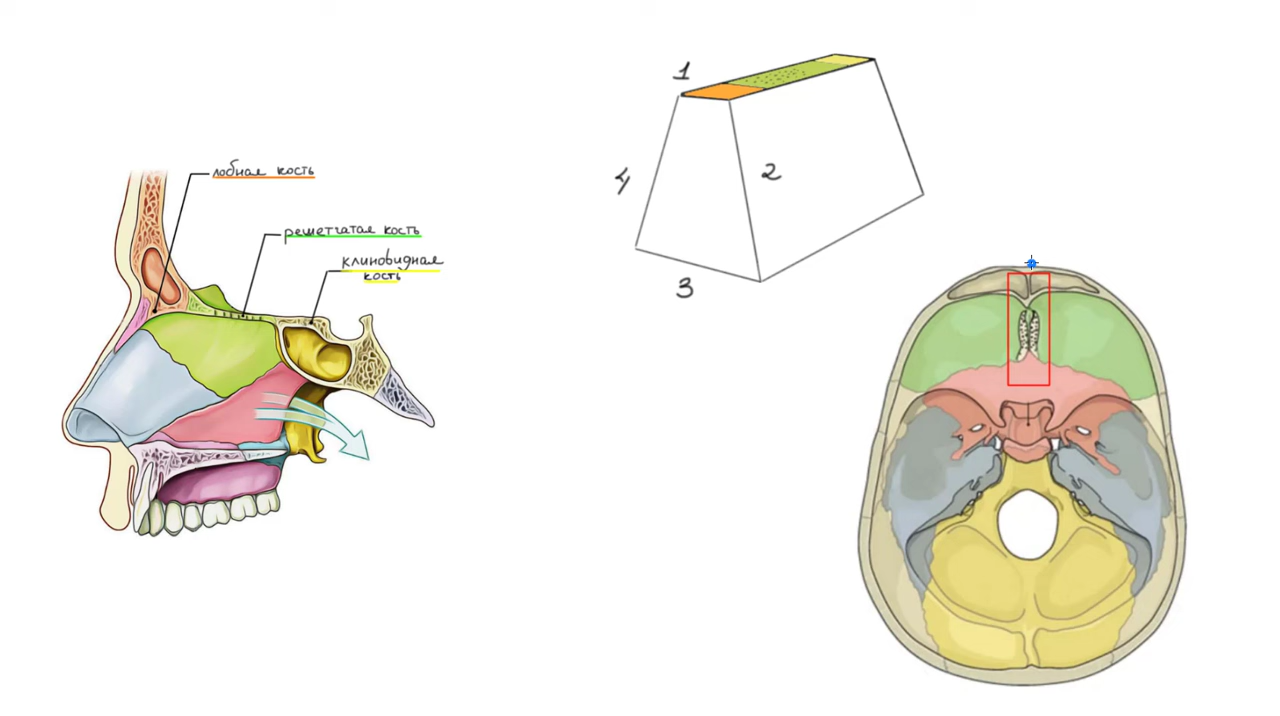 лобная кость
решетчатая кость
клиновидная
кость
1
2
3
4